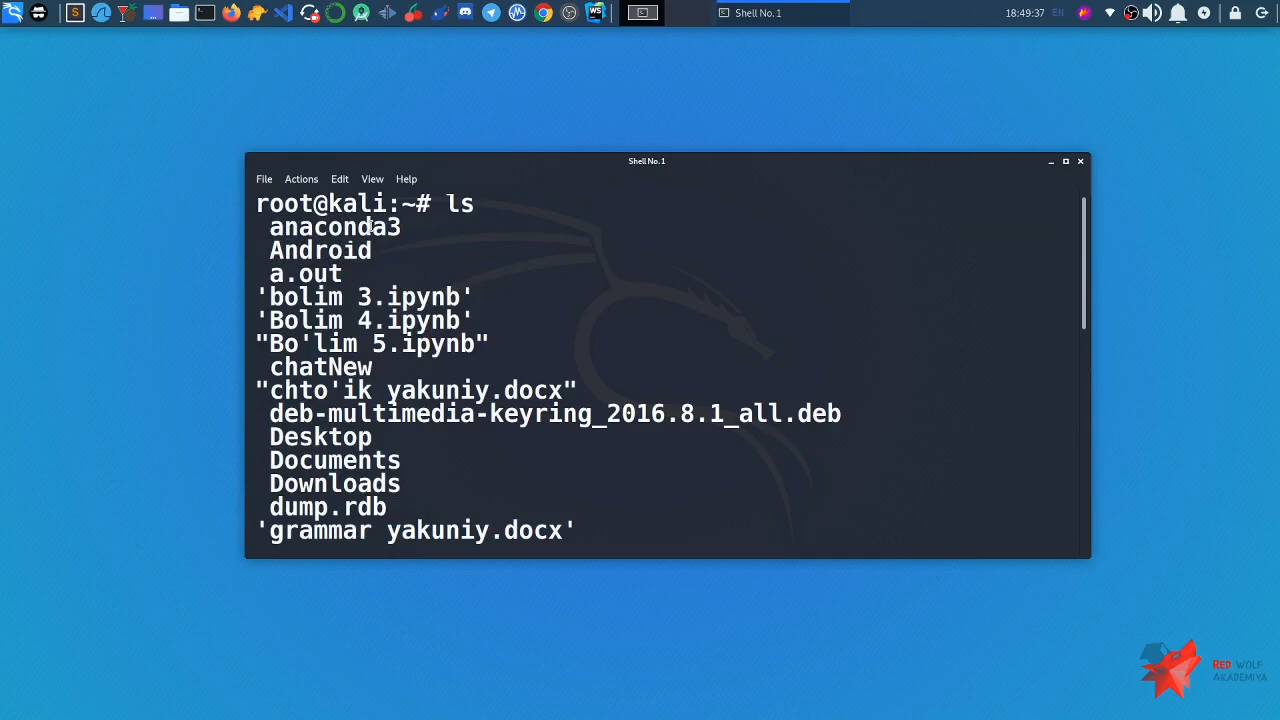 Shell No. 1
18:49:37 EN
Shell No. 1
File Actions Edit View Help
root@kali:~# ls
anaconda3
Android
a.out
'bolim 3.ipynb'
'Bolim 4.ipynb'
"Bo'lim 5.ipynb"
chatNew
"chto'ik yakuniy.docx"
deb-multimedia-keyring_2016.8.1_all.deb
Desktop
Documents
Downloads
dump.rdb
'grammar yakuniy.docx'
RED WOLF
AKADEMIYA